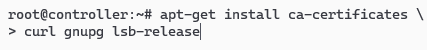 root@controller:~# apt-get install ca-certificates \
> curl gnupg lsb-release